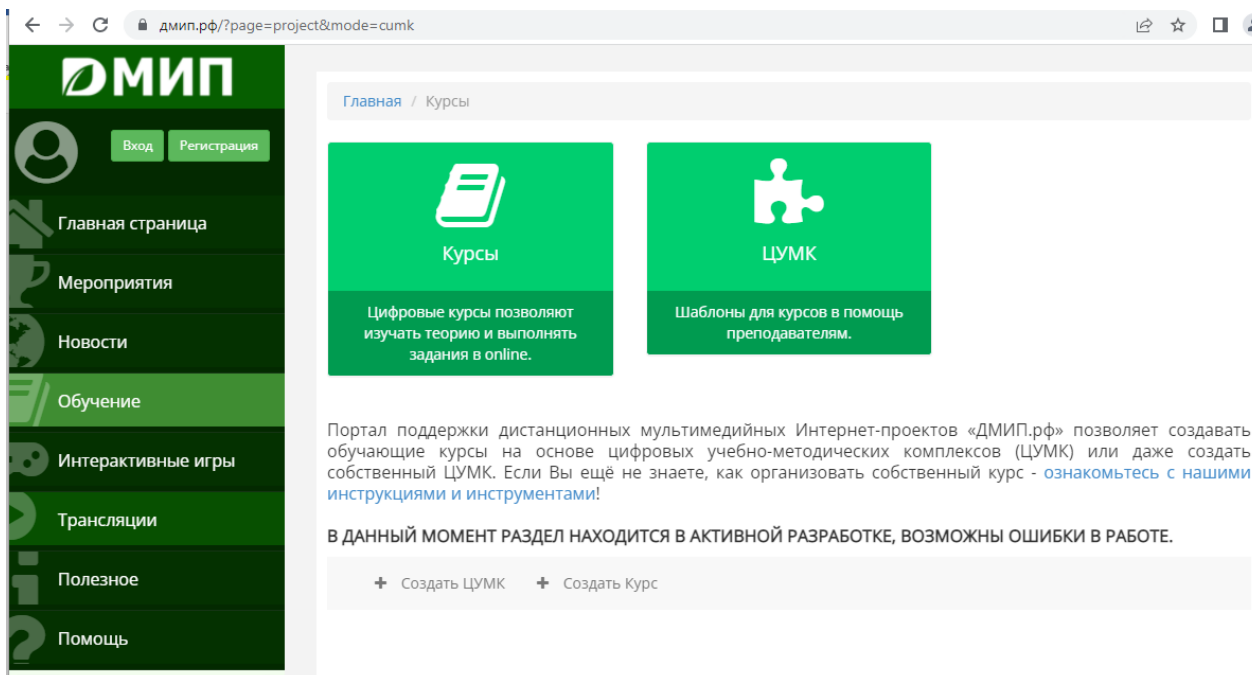 дмип.рф/?page=project&mode=cumk
ДМИП
Вход Регистрация
Главная страница
Мероприятия
Новости
Обучение
Интерактивные игры
Трансляции
Полезное
Помощь
Главная / Курсы
Курсы
Цифровые курсы позволяют
изучать теорию и выполнять
задания в online.
ЦУМК
Шаблоны для курсов в помощь
преподавателям.
Портал поддержки дистанционных мультимедийных Интернет-проектов «ДМИП.рф» позволяет создавать
обучающие курсы на основе цифровых учебно-методических комплексов (ЦУМК) или даже создать
собственный ЦУМК. Если Вы ещё не знаете, как организовать собственный курс - ознакомьтесь с нашими
инструкциями и инструментами!
В ДАННЫЙ МОМЕНТ РАЗДЕЛ НАХОДИТСЯ В АКТИВНОЙ РАЗРАБОТКЕ, ВОЗМОЖНЫ ОШИБКИ В РАБОТЕ.
+ Создать ЦУМК + Создать Курс